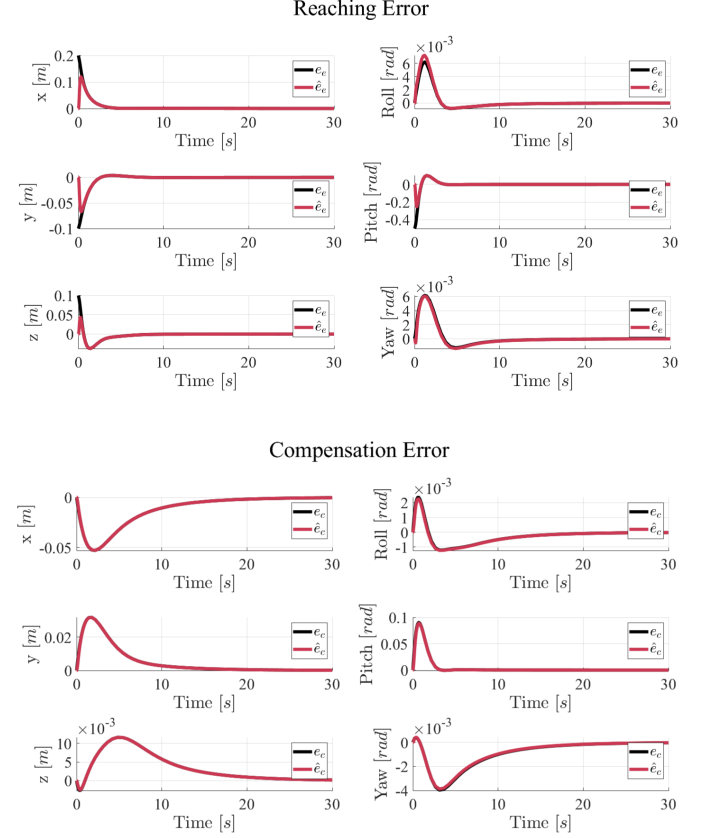 Reaching Error
x [m]
0.2
0.1
0
0 10 20 30
Time [s]
e_e
ê_e
Roll [rad]
×10⁻³
6
4
2
0
0 10 20 30
Time [s]
e_e
ê_e
y [m]
0
-0.05
-0.1
0 10 20 30
Time [s]
e_e
ê_e
Pitch [rad]
0
-0.2
-0.4
0 10 20 30
Time [s]
e_e
ê_e
z [m]
0.1
0.05
0
0 10 20 30
Time [s]
e_e
ê_e
Yaw [rad]
×10⁻³
6
4
2
0
0 10 20 30
Time [s]
e_e
ê_e
Compensation Error
x [m]
0
-0.05
0 10 20 30
Time [s]
e_c
ê_c
Roll [rad]
×10⁻³
2
1
0
-1
0 10 20 30
Time [s]
e_c
ê_c
y [m]
0.02
0
0 10 20 30
Time [s]
e_c
ê_c
Pitch [rad]
0.1
0.05
0
0 10 20 30
Time [s]
e_c
ê_c
z [m]
×10⁻³
10
5
0
0 10 20 30
Time [s]
e_c
ê_c
Yaw [rad]
×10⁻³
0
-2
-4
0 10 20 30
Time [s]
e_c
ê_c